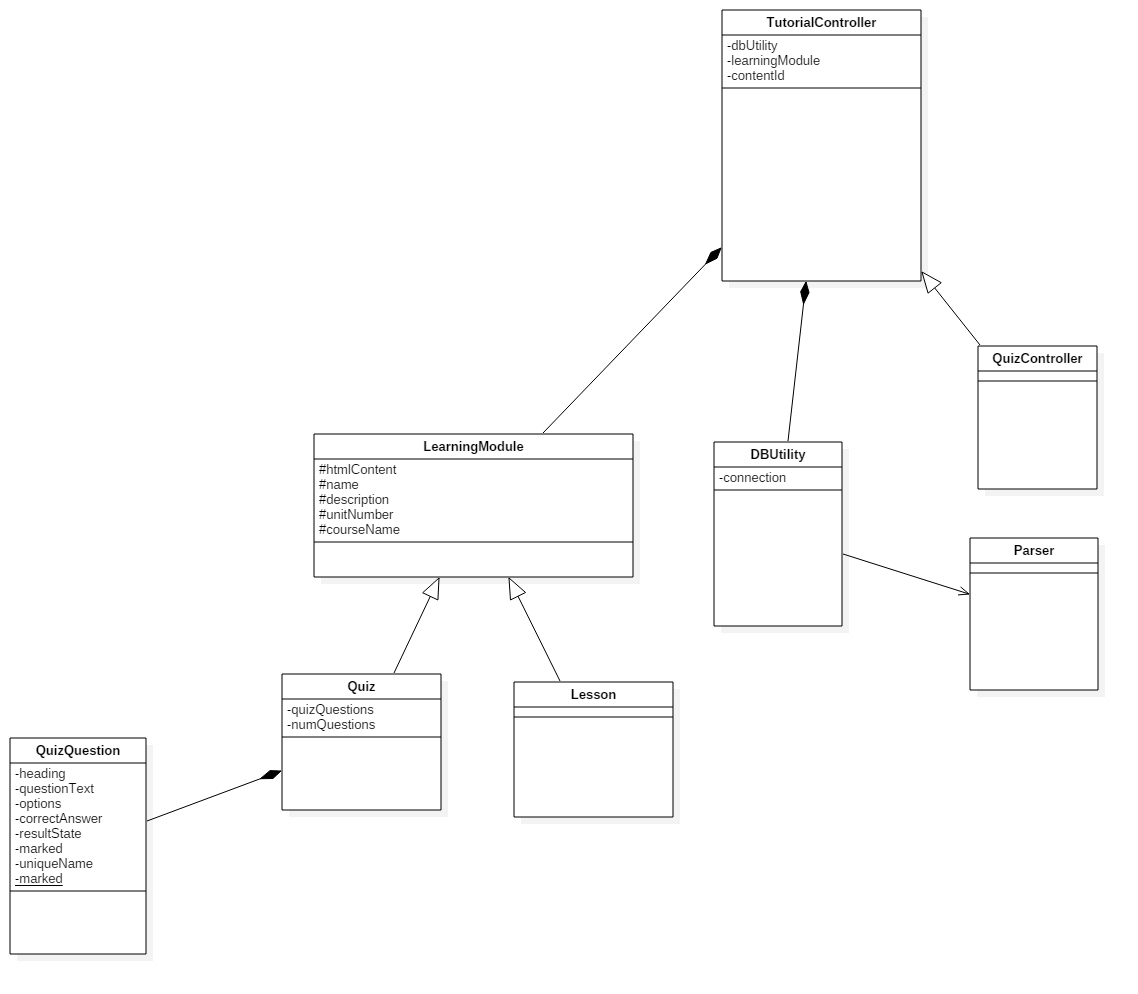 TutorialController
-dbUtility
-learningModule
-contentId
QuizController
LearningModule
#htmlContent
#name
#description
#unitNumber
#courseName
DBUtility
-connection
Parser
Quiz
-quizQuestions
-numQuestions
Lesson
QuizQuestion
-heading
-questionText
-options
-correctAnswer
-resultState
-marked
-uniqueName
-marked